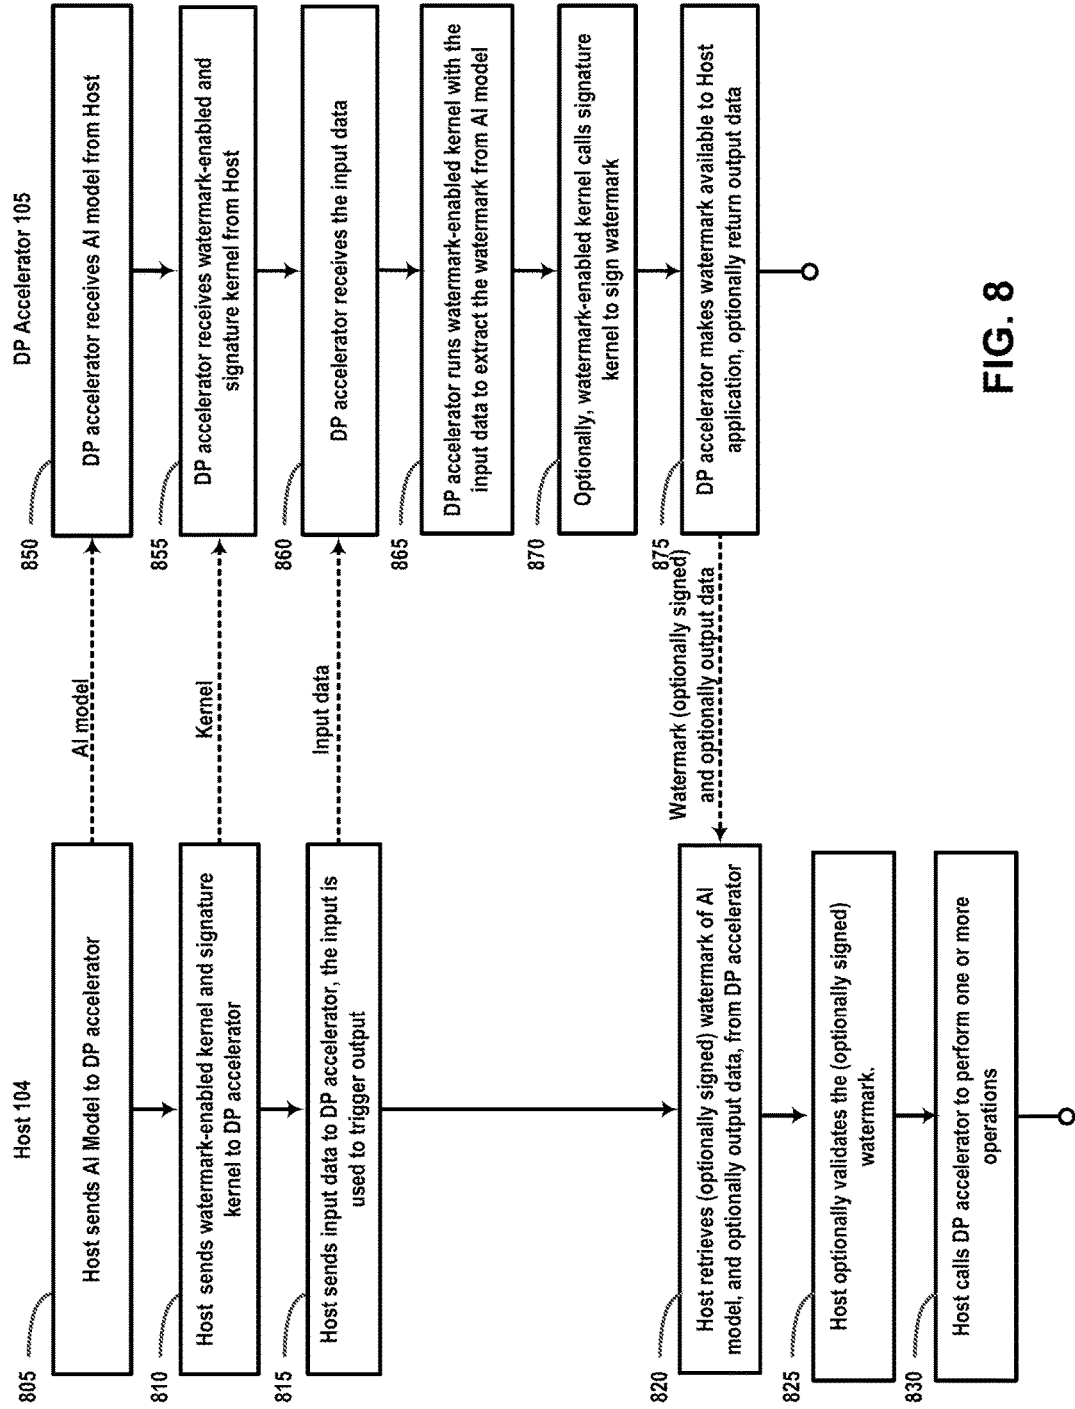 Host 104
DP Accelerator 105
805
Host sends AI Model to DP accelerator
AI model
850
DP accelerator receives AI model from Host
810
Host sends watermark-enabled kernel and signature
kernel to DP accelerator
Kernel
855
DP accelerator receives watermark-enabled and
signature kernel from Host
815
Host sends input data to DP accelerator, the input is
used to trigger output
Input data
860
DP accelerator receives the input data
865
DP accelerator runs watermark-enabled kernel with the
input data to extract the watermark from AI model
870
Optionally, watermark-enabled kernel calls signature
kernel to sign watermark
875
DP accelerator makes watermark available to Host
application, optionally return output data
Watermark (optionally signed)
and optionally output data
820
Host retrieves (optionally signed) watermark of AI
model, and optionally output data, from DP accelerator
825
Host optionally validates the (optionally signed)
watermark.
830
Host calls DP accelerator to perform one or more
operations
FIG. 8